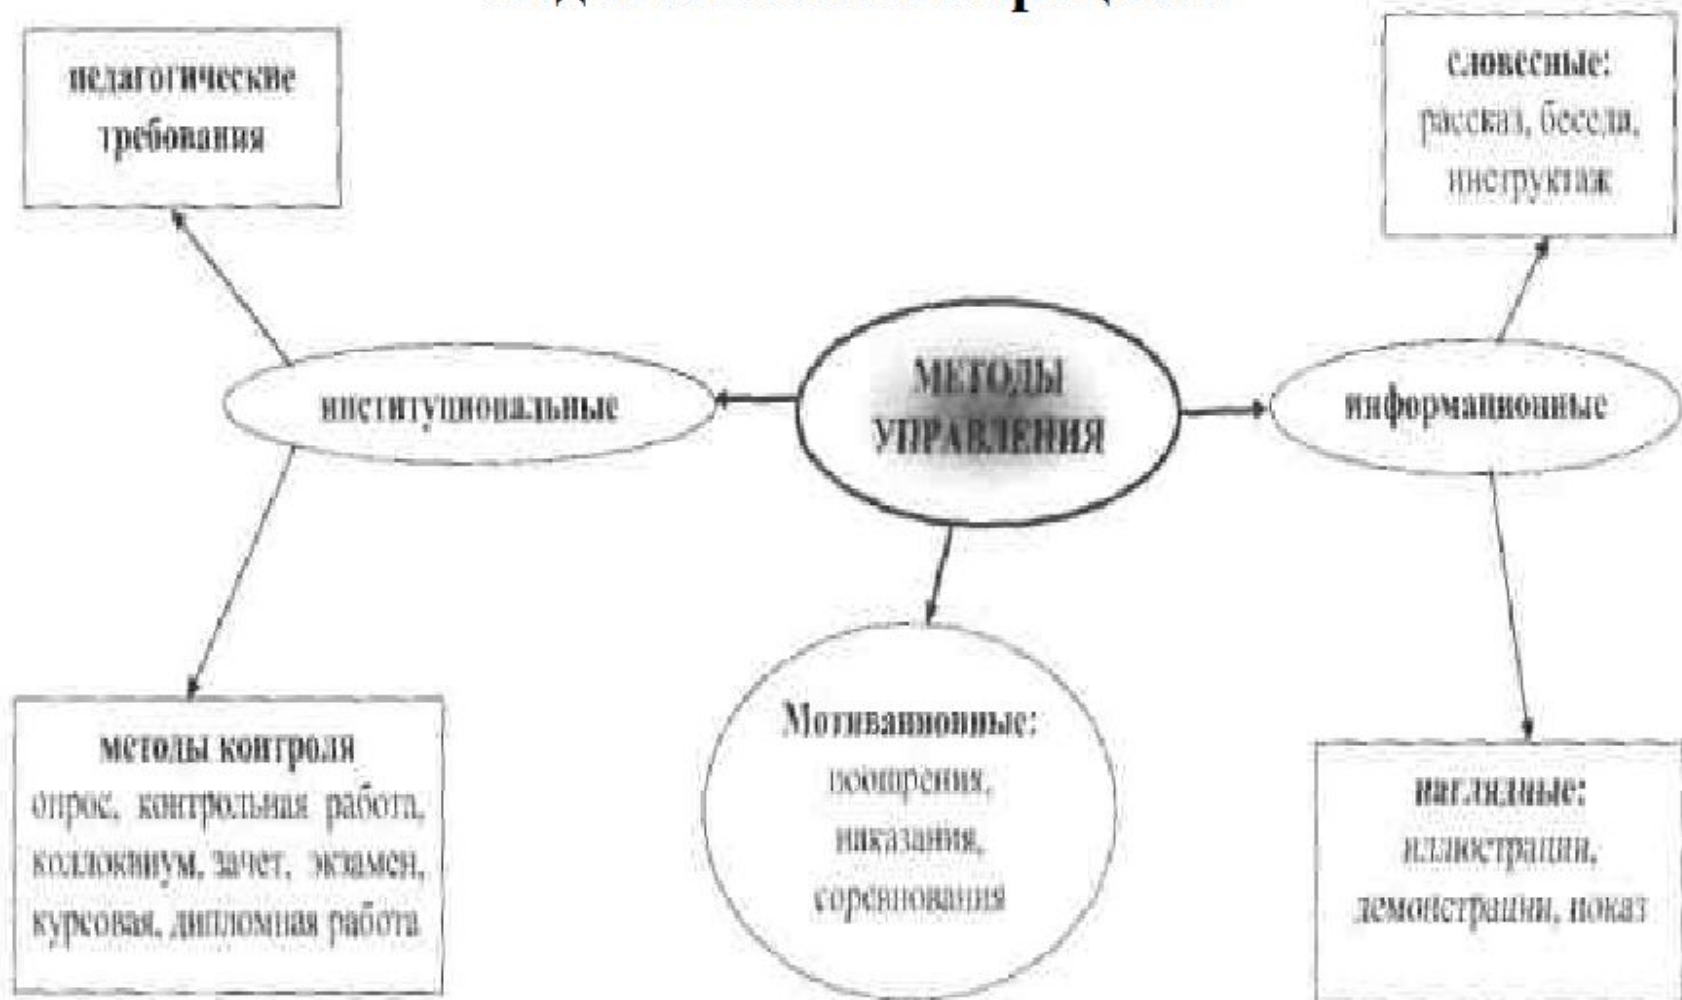 педагогические
требования
словесные:
рассказ, беседа,
инструктаж
институциональные
МЕТОДЫ
УПРАВЛЕНИЯ
информационные
методы контроля
опрос, контрольная работа,
коллоквиум, зачет, экзамен,
курсовая, дипломная работа
Мотивационные:
поощрения,
наказания,
соревнования
наглядные:
иллюстрации,
демонстрации, показ